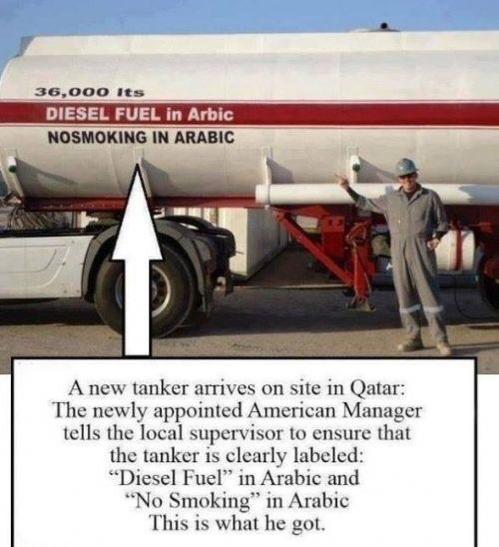 36,000 lts
DIESEL FUEL in Arbic
NOSMOKING IN ARABIC
A new tanker arrives on site in Qatar:
The newly appointed American Manager
tells the local supervisor to ensure that
the tanker is clearly labeled:
“Diesel Fuel” in Arabic and
“No Smoking” in Arabic
This is what he got.